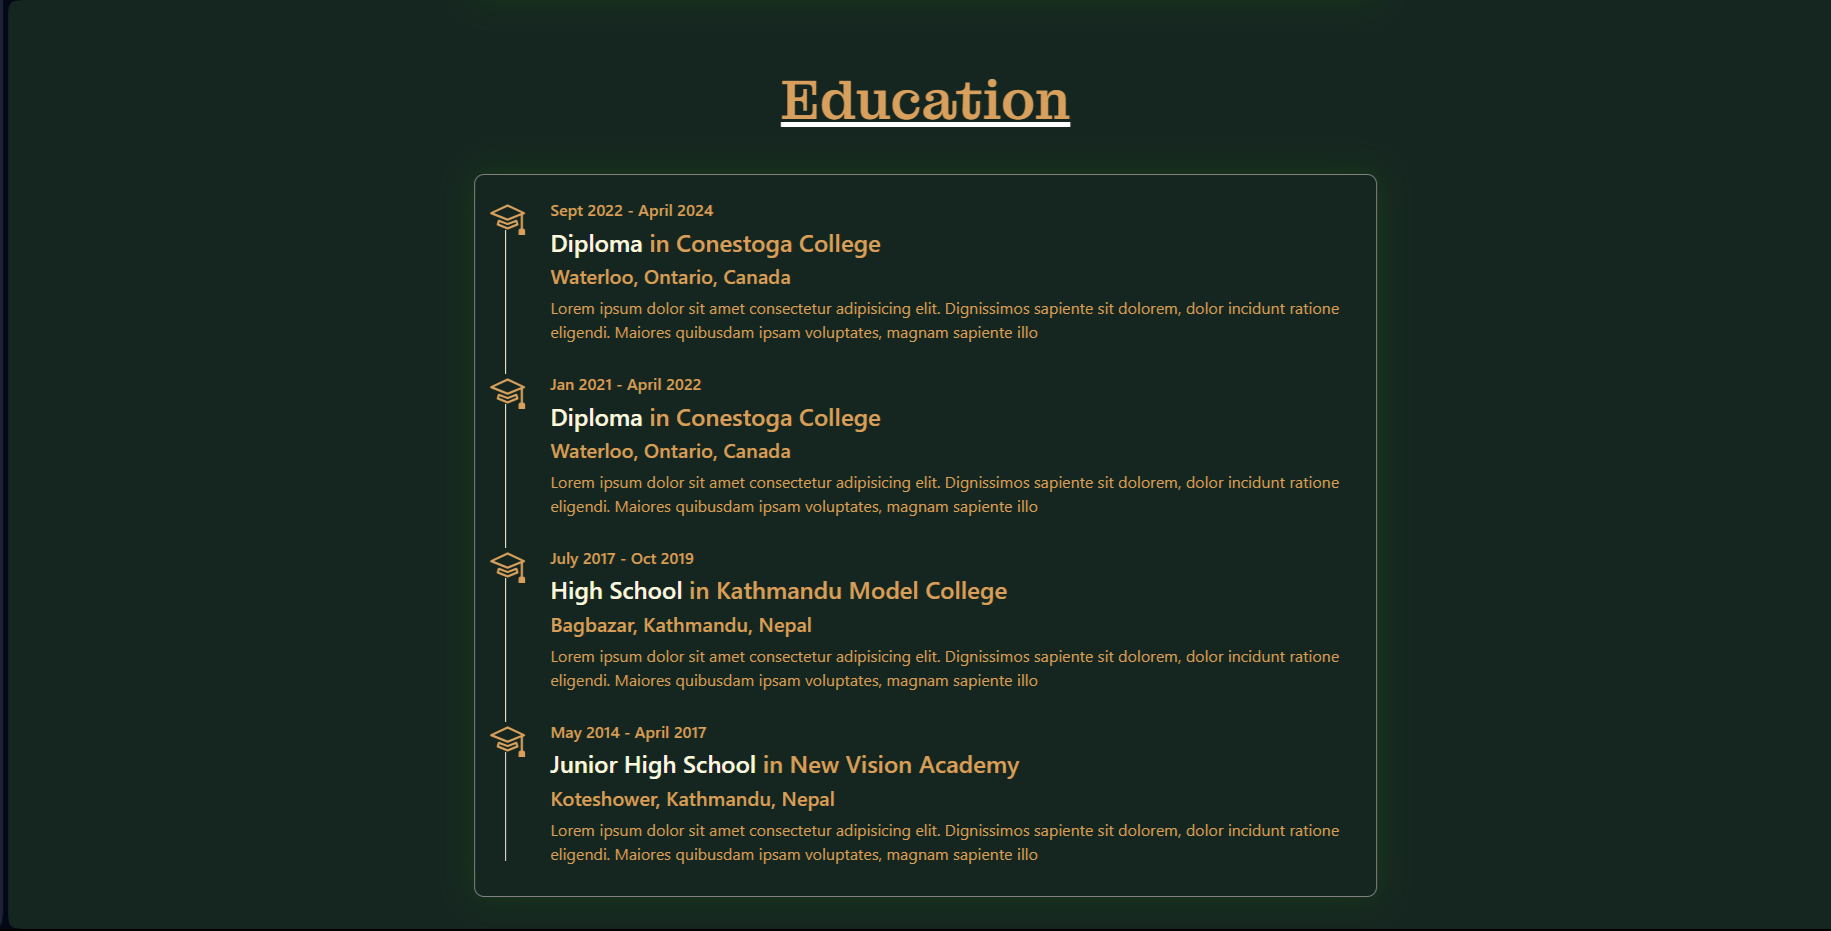 Education
Sept 2022 - April 2024
Diploma in Conestoga College
Waterloo, Ontario, Canada
Lorem ipsum dolor sit amet consectetur adipisicing elit. Dignissimos sapiente sit dolorem, dolor incidunt ratione
eligendi. Maiores quibusdam ipsam voluptates, magnam sapiente illo
Jan 2021 - April 2022
Diploma in Conestoga College
Waterloo, Ontario, Canada
Lorem ipsum dolor sit amet consectetur adipisicing elit. Dignissimos sapiente sit dolorem, dolor incidunt ratione
eligendi. Maiores quibusdam ipsam voluptates, magnam sapiente illo
July 2017 - Oct 2019
High School in Kathmandu Model College
Bagbazar, Kathmandu, Nepal
Lorem ipsum dolor sit amet consectetur adipisicing elit. Dignissimos sapiente sit dolorem, dolor incidunt ratione
eligendi. Maiores quibusdam ipsam voluptates, magnam sapiente illo
May 2014 - April 2017
Junior High School in New Vision Academy
Koteshower, Kathmandu, Nepal
Lorem ipsum dolor sit amet consectetur adipisicing elit. Dignissimos sapiente sit dolorem, dolor incidunt ratione
eligendi. Maiores quibusdam ipsam voluptates, magnam sapiente illo